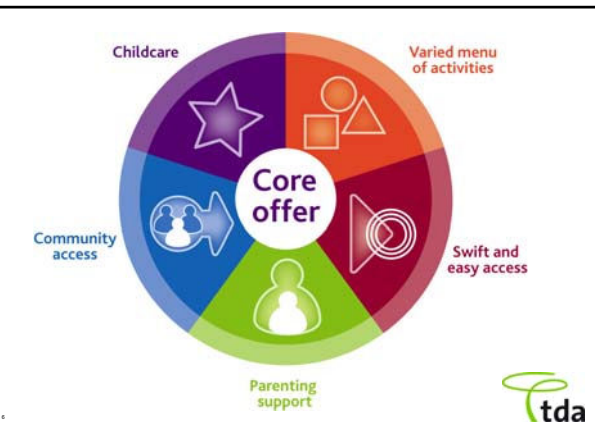 Childcare
Varied menu
of activities
Core
offer
Community
access
Swift and
easy access
Parenting
support
tda